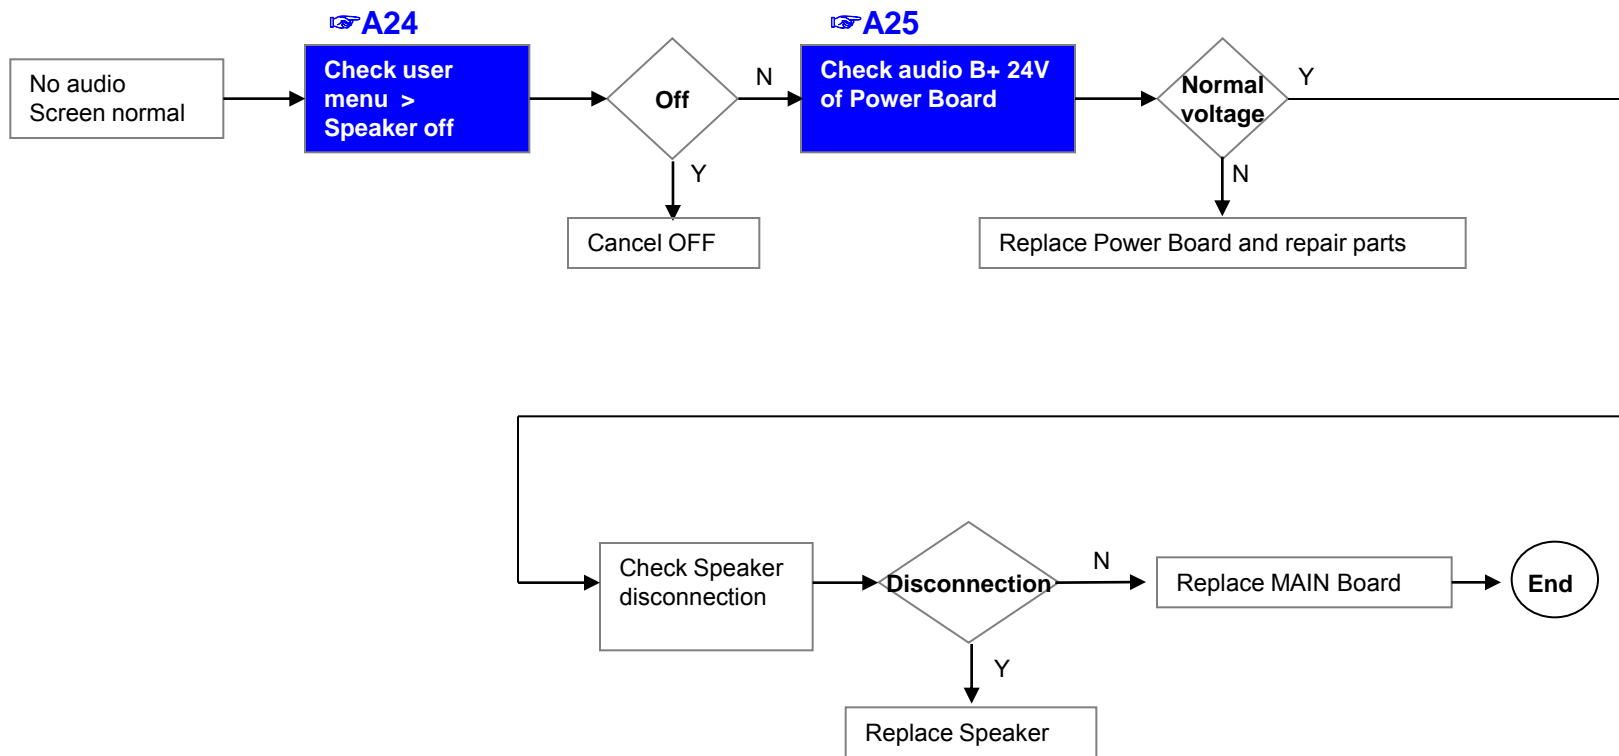 ☞A24
☞A25
No audio
Screen normal
Check user
menu >
Speaker off
Off
N
Check audio B+ 24V
of Power Board
Normal
voltage
Y
Y
N
Cancel OFF
Replace Power Board and repair parts
Check Speaker
disconnection
Disconnection
N
Replace MAIN Board
End
Y
Replace Speaker